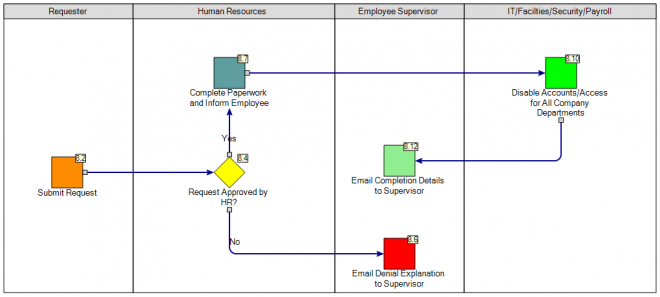 Requester
Human Resources
Employee Supervisor
IT/Facilties/Security/Payroll
8.7
Complete Paperwork
and Inform Employee
8.10
Disable Accounts/Access
for All Company
Departments
Yes
8.2
Submit Request
8.4
Request Approved by
HR?
8.12
Email Completion Details
to Supervisor
No
8.6
Email Denial Explanation
to Supervisor